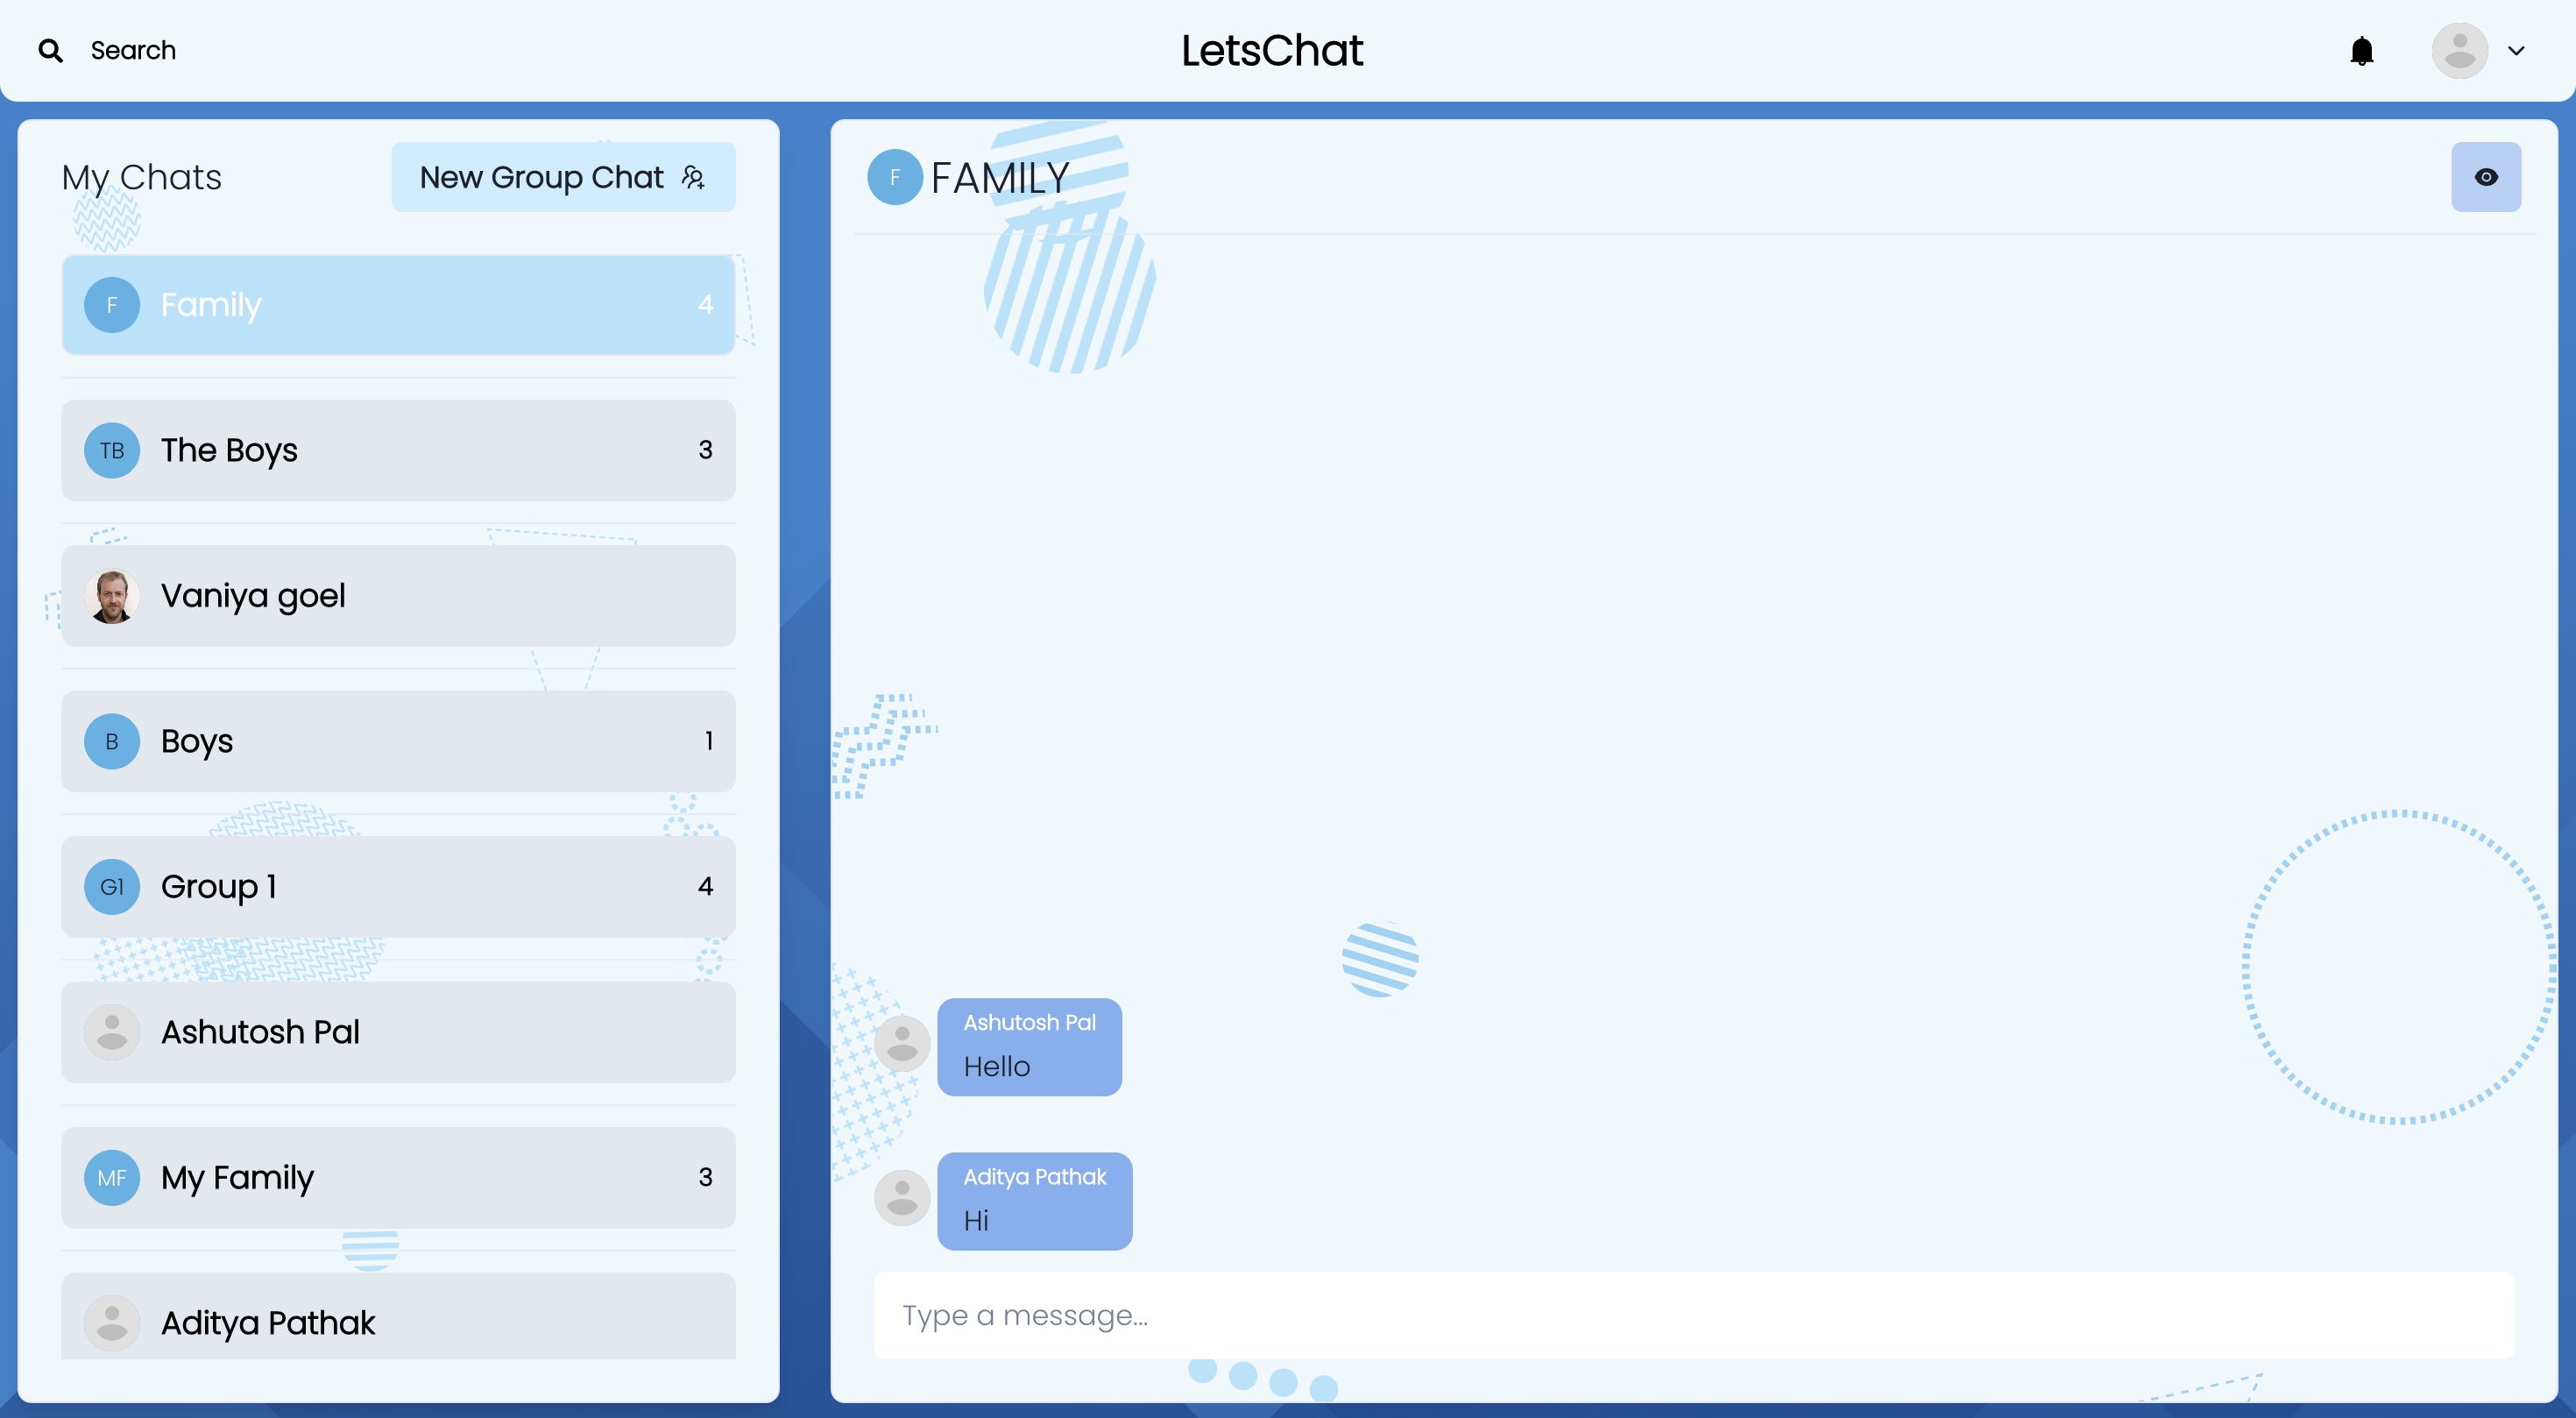 Search
LetsChat
My Chats
New Group Chat
F
Family
4
TB
The Boys
3
Vaniya goel
B
Boys
1
G1
Group 1
4
Ashutosh Pal
MF
My Family
3
Aditya Pathak
F
FAMILY
Ashutosh Pal
Hello
Aditya Pathak
Hi
Type a message...